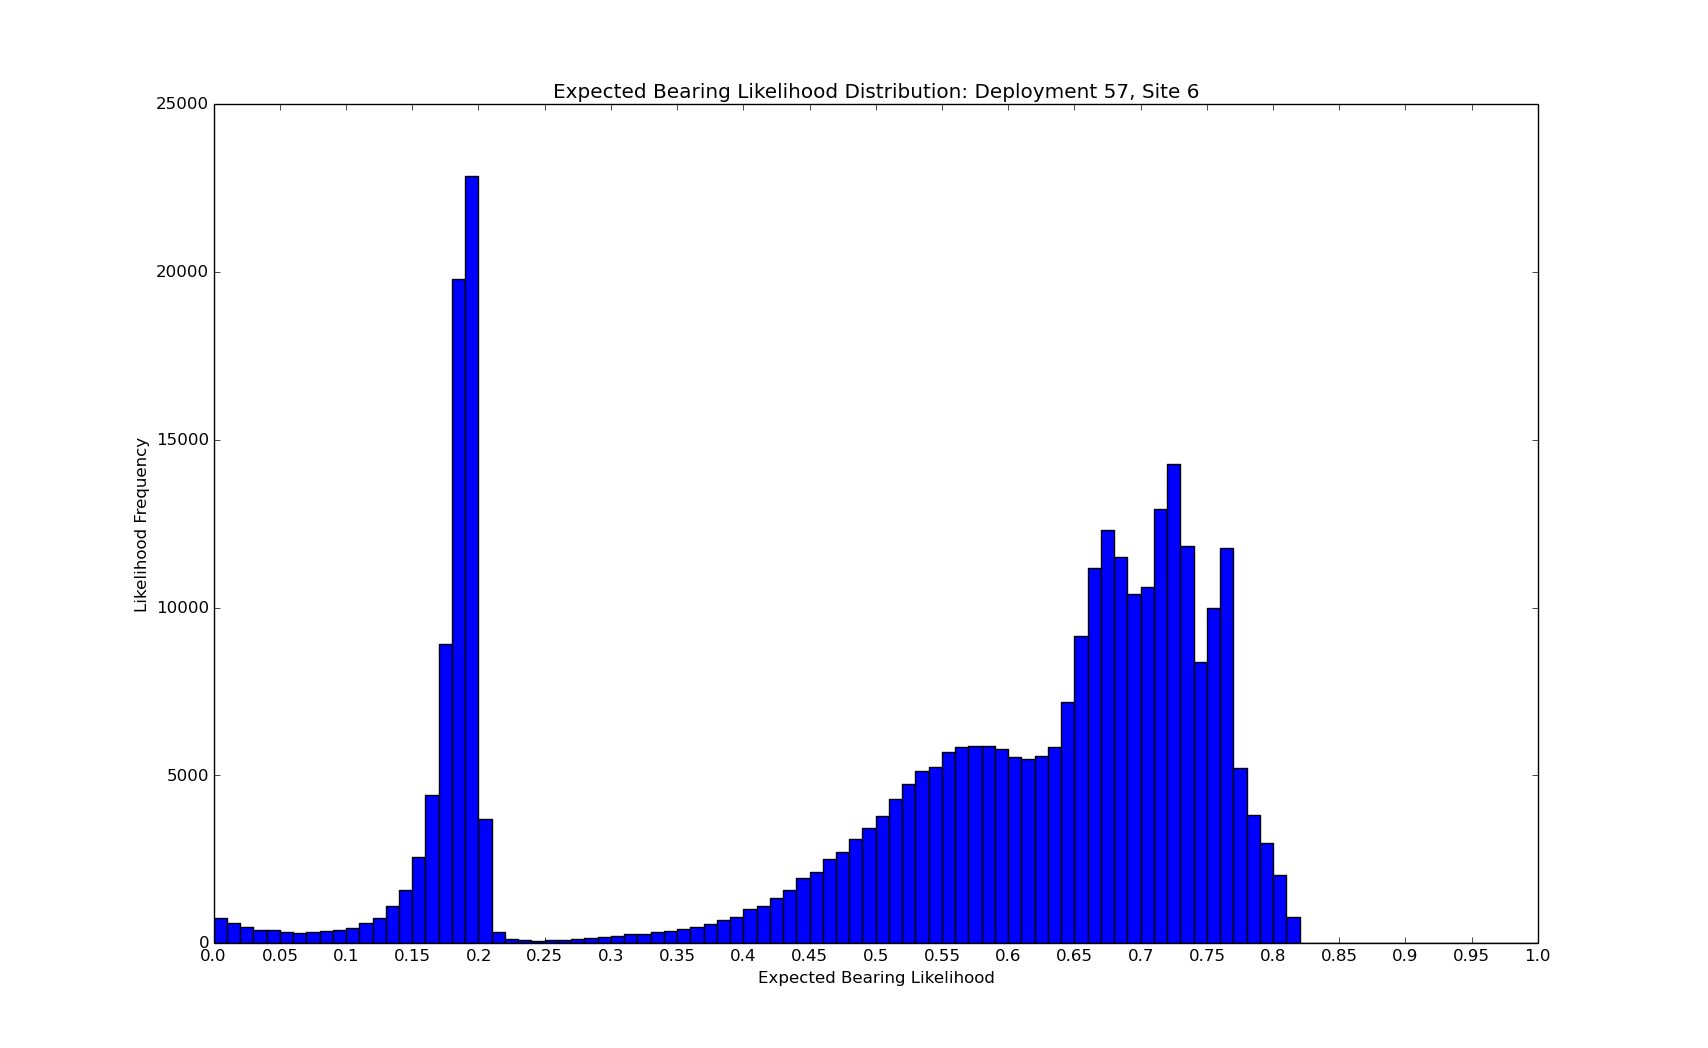 Expected Bearing Likelihood Distribution: Deployment 57, Site 6
25000
20000
15000
10000
5000
0
Likelihood Frequency
0.0 0.05 0.1 0.15 0.2 0.25 0.3 0.35 0.4 0.45 0.5 0.55 0.6 0.65 0.7 0.75 0.8 0.85 0.9 0.95 1.0
Expected Bearing Likelihood